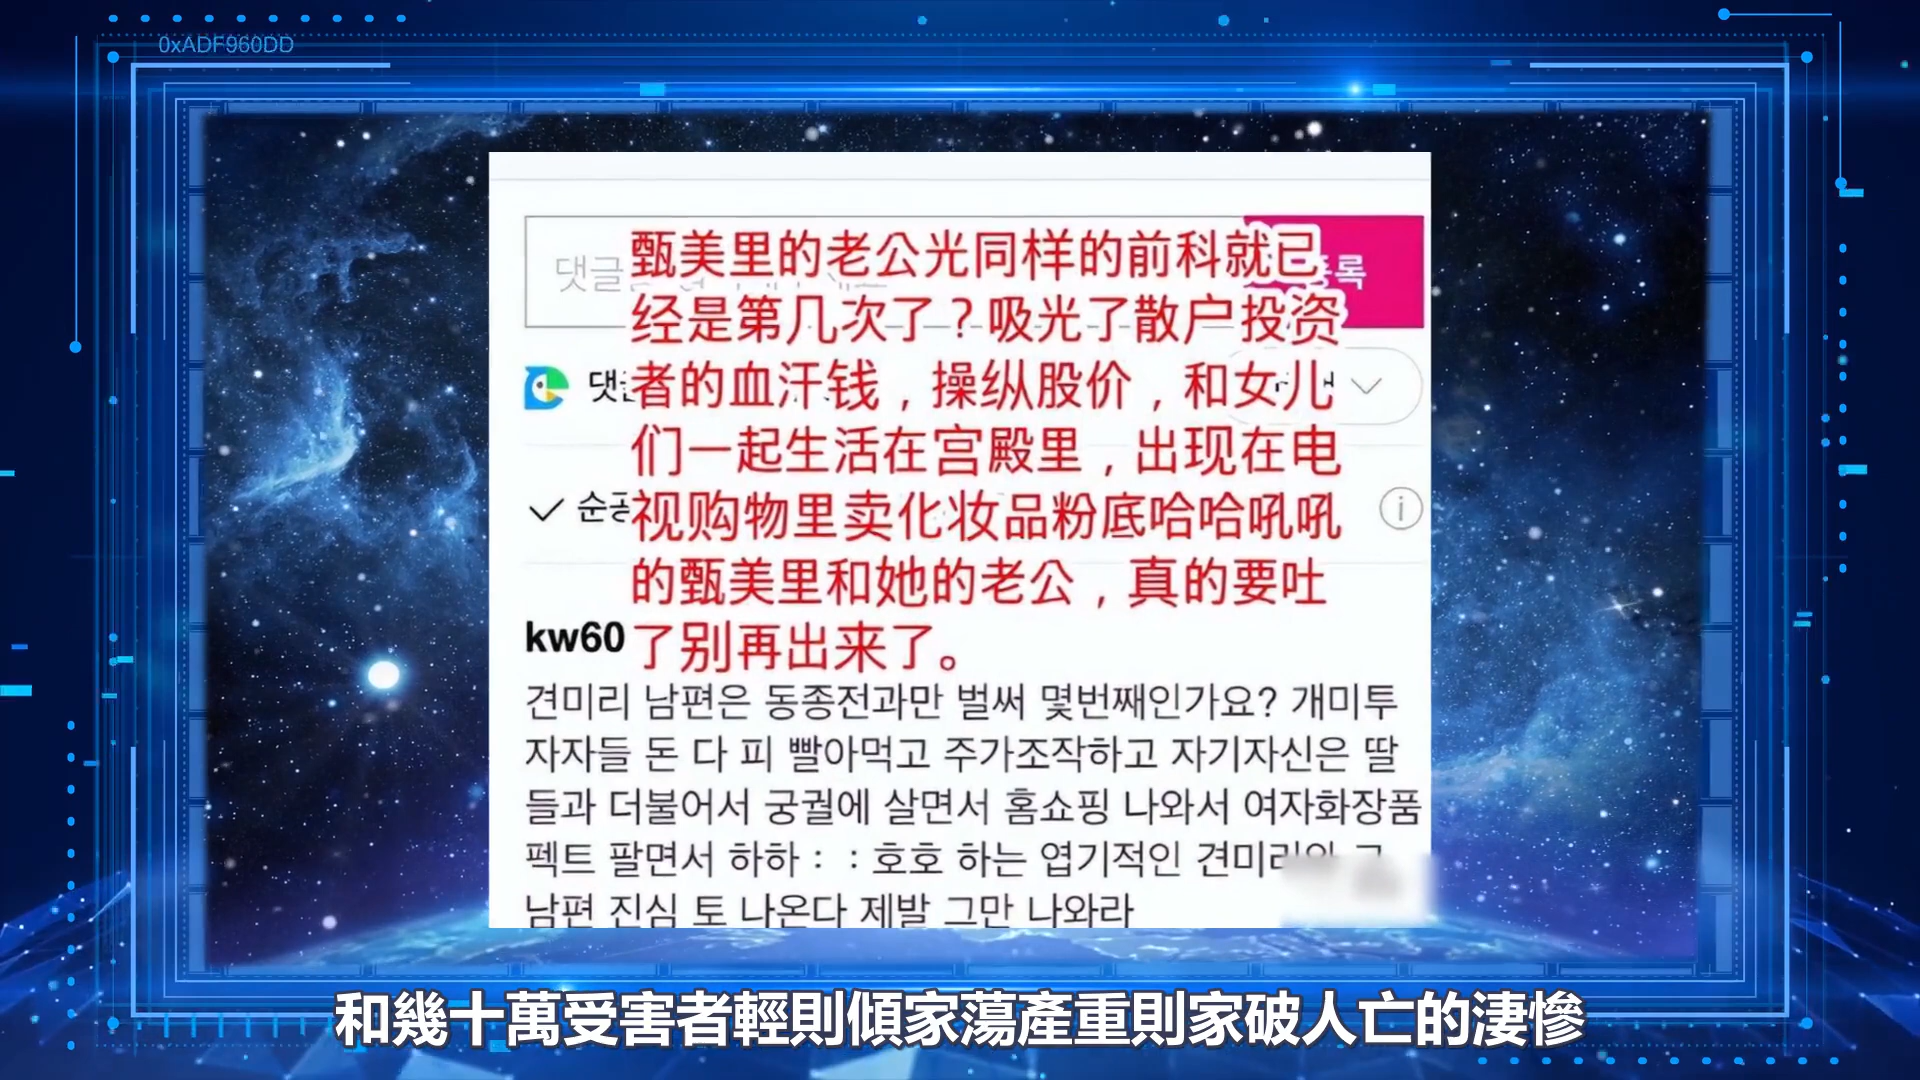 0xADF960DD
甄美里的老公光同样的前科就已
经是第几次了？吸光了散户投资
者的血汗钱，操纵股价，和女儿
们一起生活在宫殿里，出现在电
视购物里卖化妆品粉底哈哈吼吼
的甄美里和她的老公，真的要吐
了别再出来了。
댓글
록
댓
순
kw60
견미리 남편은 동종전과만 벌써 몇번째인가요? 개미투
자자들 돈 다 피 빨아먹고 주가조작하고 자기자신은 딸
들과 더불어서 궁궐에 살면서 홈쇼핑 나와서 여자화장품
펙트 팔면서 하하 : : 호호 하는 엽기적인 견미리와 그
남편 진심 토 나온다 제발 그만 나와라
和幾十萬受害者輕則傾家蕩產重則家破人亡的淒慘